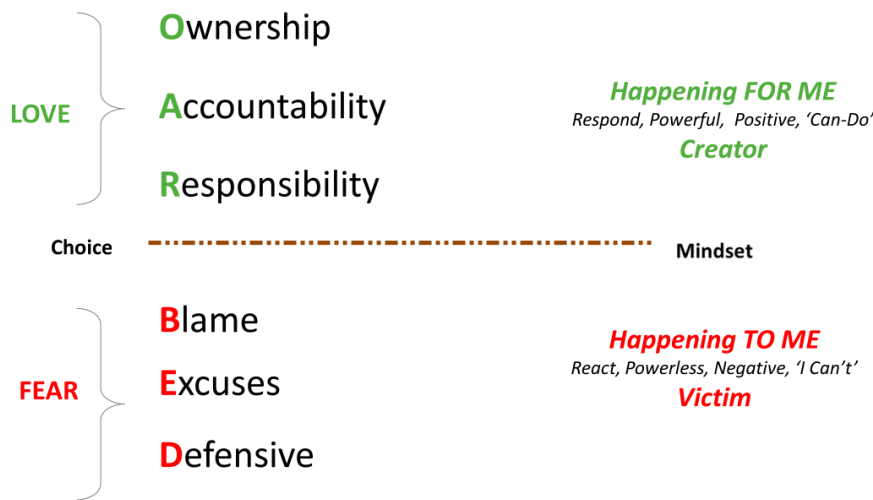 Ownership
LOVE
Accountability
Responsibility
Happening FOR ME
Respond, Powerful, Positive, ‘Can-Do’
Creator
Choice
Mindset
Blame
FEAR
Excuses
Defensive
Happening TO ME
React, Powerless, Negative, ‘I Can’t’
Victim